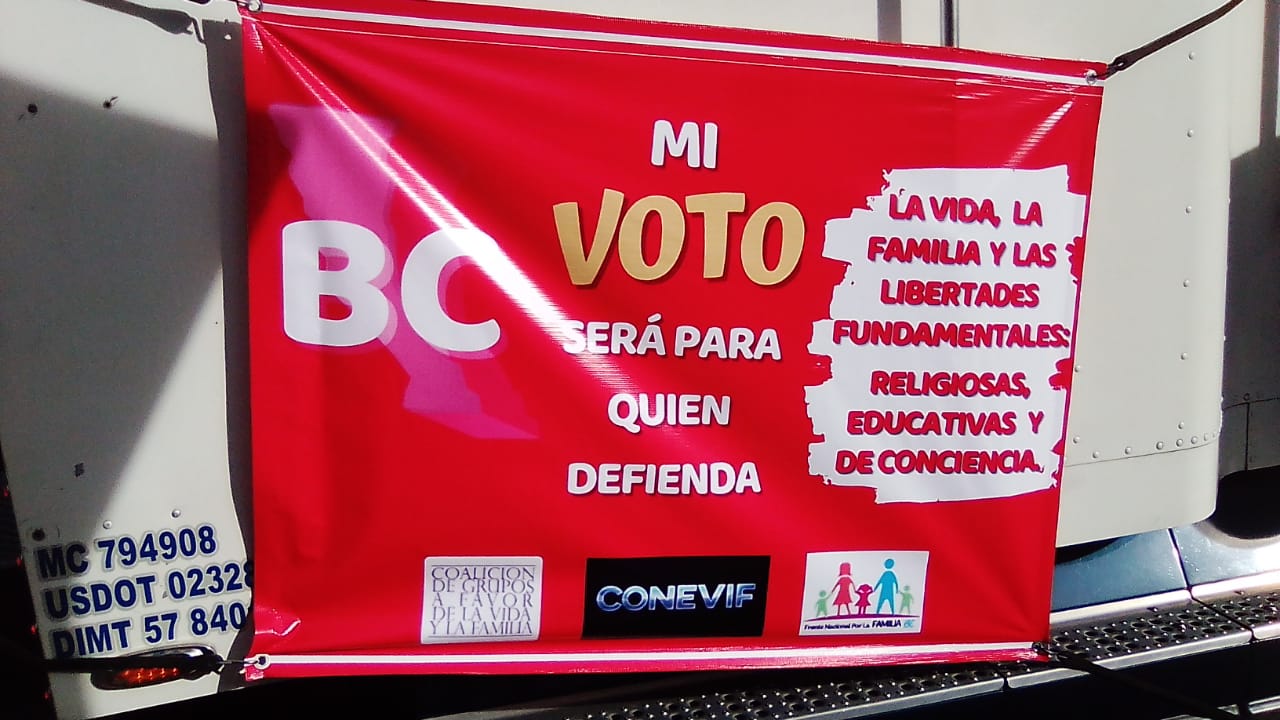 BC
MI
VOTO
SERÁ PARA
QUIEN
DEFIENDA
LA VIDA, LA
FAMILIA Y LAS
LIBERTADES
FUNDAMENTALES:
RELIGIOSAS,
EDUCATIVAS Y
DE CONCIENCIA.
COALICION
DE GRUPOS
A FAVOR
DE LA VIDA
Y LA FAMILIA
CONEVIF
Frente Nacional Por La FAMILIA BC
MC 794908
USDOT 0232
DIMT 57 840